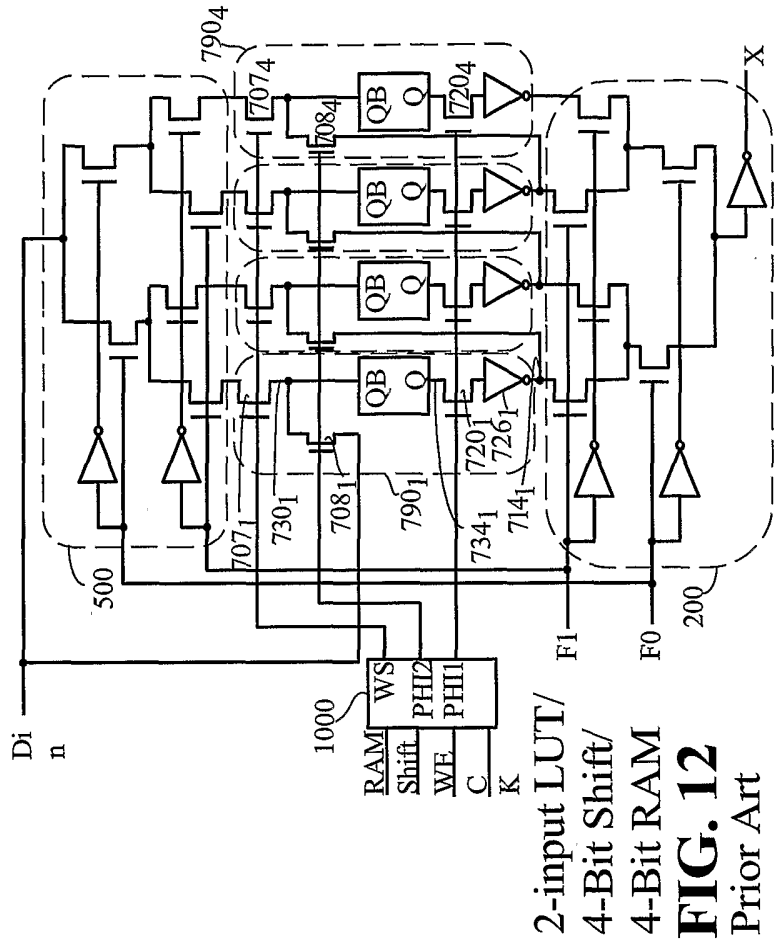 Di
n
500
RAM
Shift
WE
C
K
1000
WS
PHI2
PHI1
707₁
730₁
708₁
790₁
734₁
720₁
726₁
714₁
707₄
708₄
790₄
720₄
QB
Q
QB
Q
QB
Q
QB
Q
F1
F0
200
X
2-input LUT/
4-Bit Shift/
4-Bit RAM
FIG. 12
Prior Art